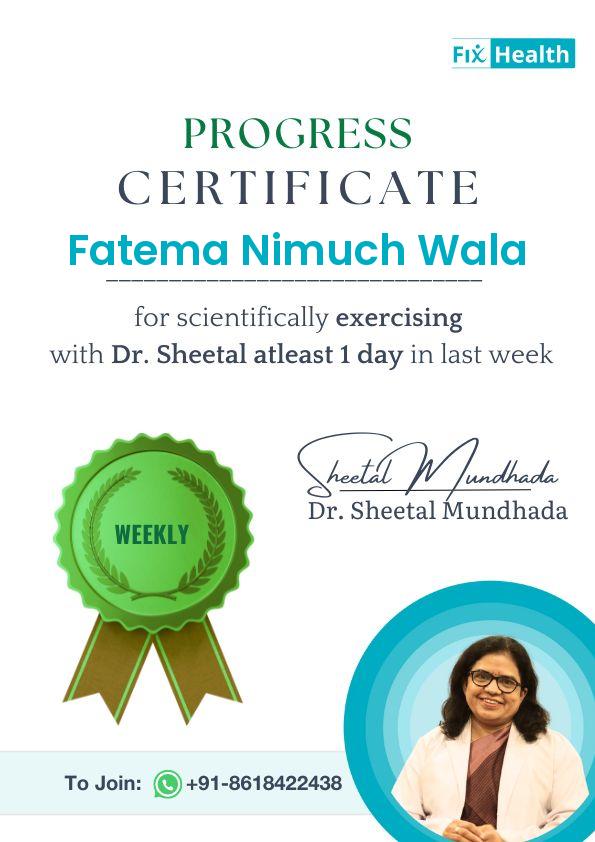 Fix Health
PROGRESS
CERTIFICATE
Fatema Nimuch Wala
for scientifically exercising
with Dr. Sheetal atleast 1 day in last week
Sheetal Mundhada
Dr. Sheetal Mundhada
WEEKLY
To Join: +91-8618422438